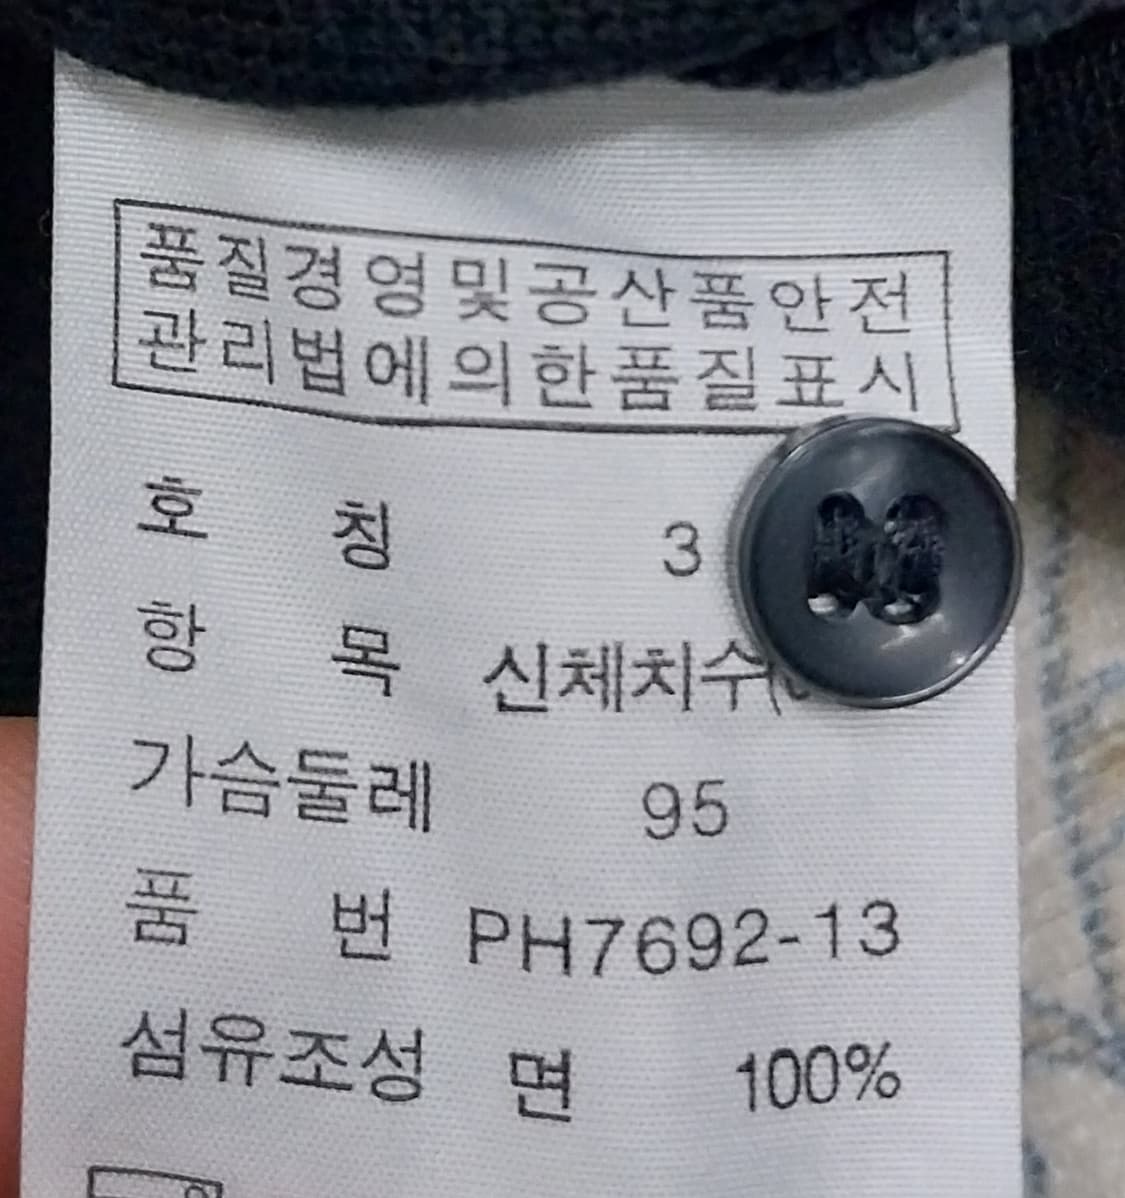 품질경영및공산품안전
관리법에의한품질표시
호 칭 3
항 목 신체치수(
가슴둘레 95
품 번 PH7692-13
섬유조성 면 100%